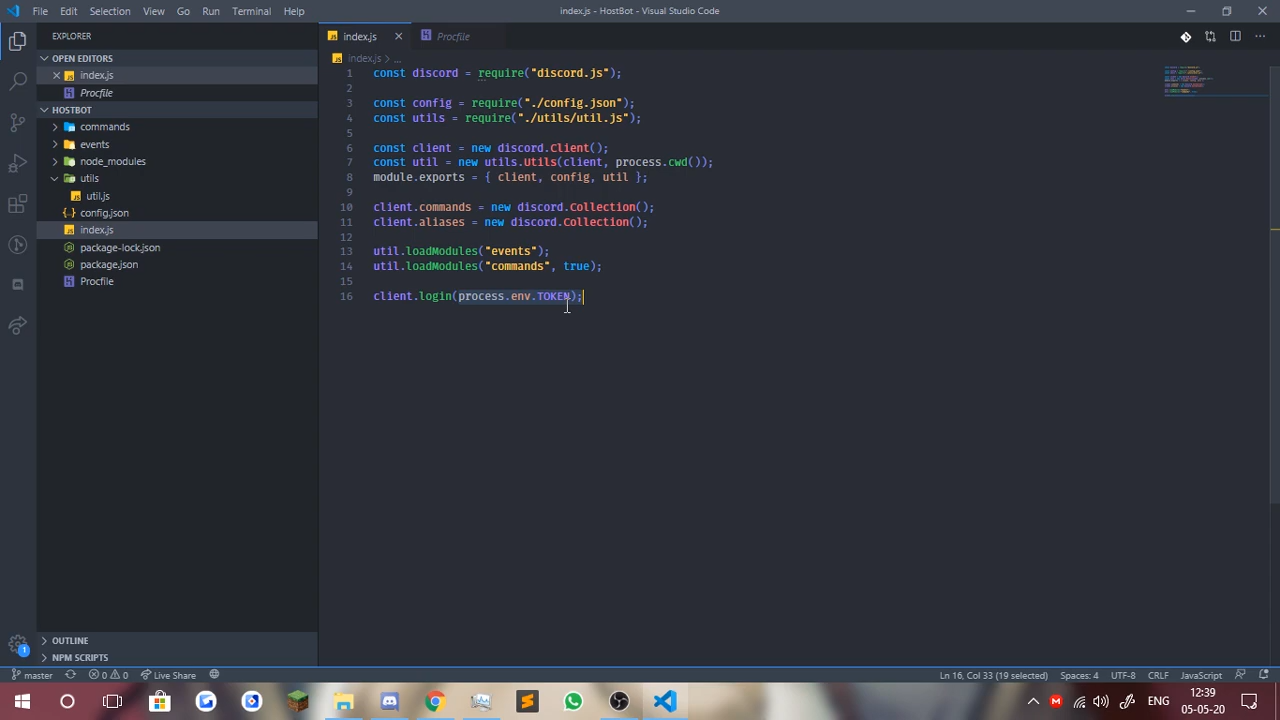 File Edit Selection View Go Run Terminal Help
index.js - HostBot - Visual Studio Code
EXPLORER
OPEN EDITORS
index.js
Procfile
HOSTBOT
commands
events
node_modules
utils
util.js
config.json
index.js
package-lock.json
package.json
Procfile
OUTLINE
NPM SCRIPTS
index.js
Procfile
index.js > ...
1 const discord = require("discord.js");
2
3 const config = require("./config.json");
4 const utils = require("./utils/util.js");
5
6 const client = new discord.Client();
7 const util = new utils.Utils(client, process.cwd());
8 module.exports = { client, config, util };
9
10 client.commands = new discord.Collection();
11 client.aliases = new discord.Collection();
12
13 util.loadModules("events");
14 util.loadModules("commands", true);
15
16 client.login(process.env.TOKEN);
1
master 0 0 Live Share
Ln 16, Col 33 (19 selected) Spaces: 4 UTF-8 CRLF JavaScript
ENG
12:39
05-05-20